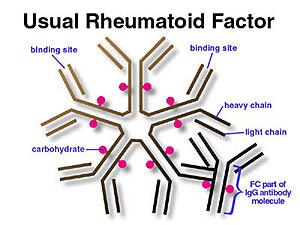 Usual Rheumatoid Factor
binding site
binding site
heavy chain
light chain
carbohydrate
FC part of
IgG antibody
molecule